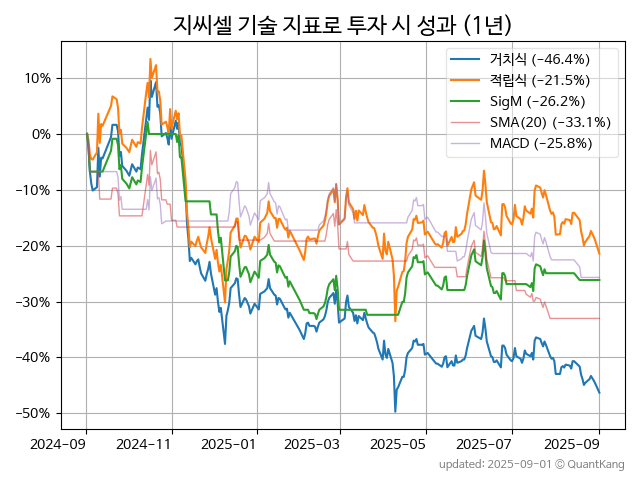 지씨셀 기술 지표로 투자 시 성과 (1년)
거치식 (−46.4%)
적립식 (−21.5%)
SigM (−26.2%)
SMA(20) (−33.1%)
MACD (−25.8%)
10%
0%
−10%
−20%
−30%
−40%
−50%
2024-09 2024-11 2025-01 2025-03 2025-05 2025-07 2025-09
updated: 2025-09-01 © QuantKang